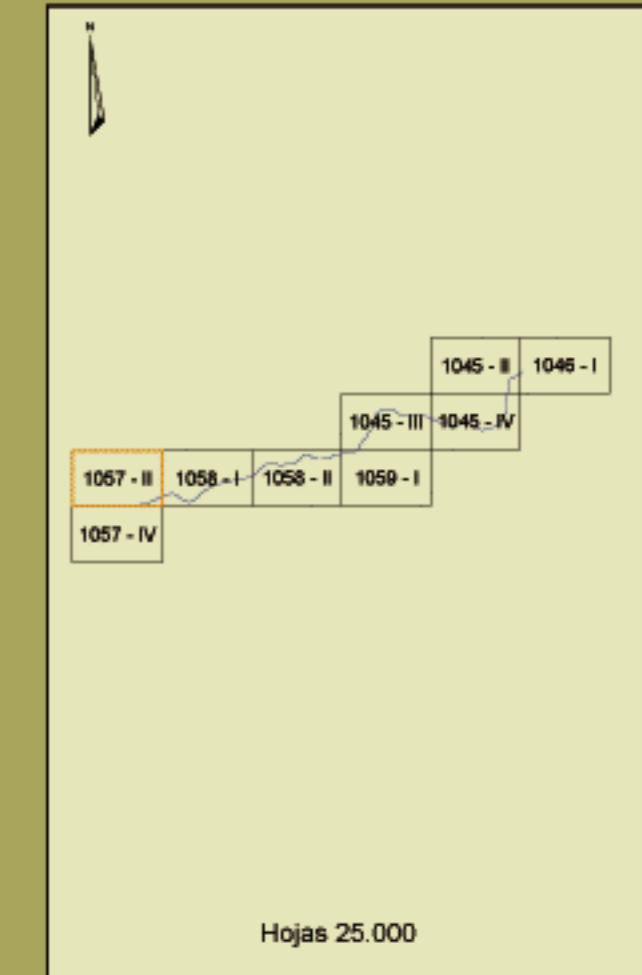 N
1045 - II 1046 - I
1045 - III 1045 - IV
1057 - II 1058 - I 1058 - II 1059 - I
1057 - IV
Hojas 25.000